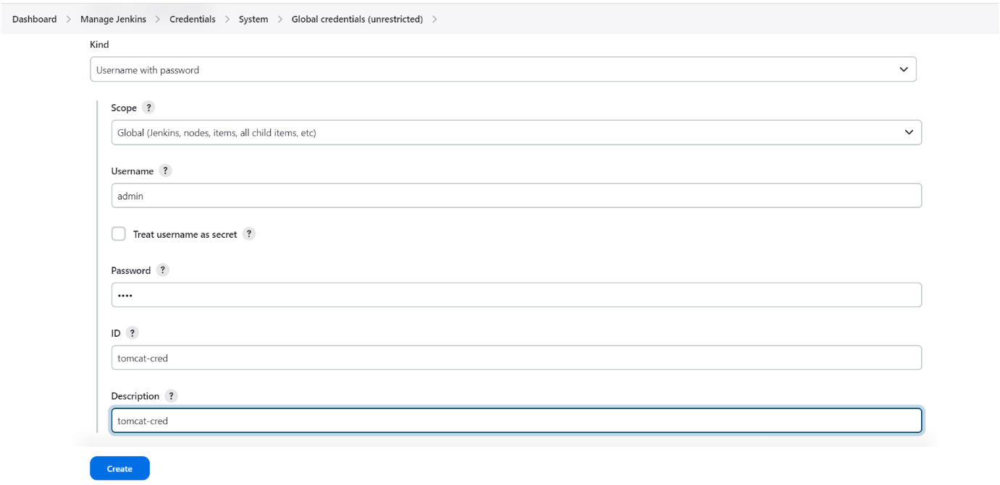 Dashboard > Manage Jenkins > Credentials > System > Global credentials (unrestricted) >
Kind
Username with password
Scope ?
Global (Jenkins, nodes, items, all child items, etc)
Username ?
admin
Treat username as secret ?
Password ?
••••
ID ?
tomcat-cred
Description ?
tomcat-cred
Create